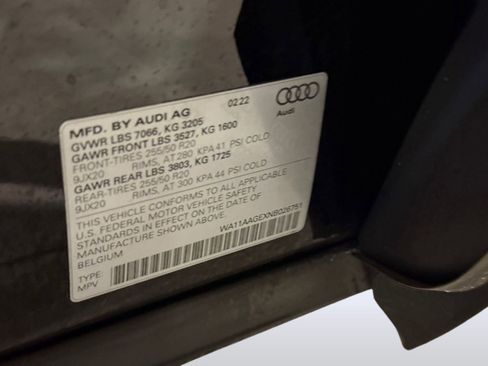 MFD. BY AUDI AG 02.22
Audi
GVWR LBS 7066, KG 3205
GAWR FRONT LBS 3527, KG 1600
FRONT-TIRES 255/50 R20
9JX20 RIMS, AT 280 KPA 41 PSI COLD
GAWR REAR LBS 3803, KG 1725
REAR-TIRES 255/50 R20
9JX20 RIMS, AT 300 KPA 44 PSI COLD
THIS VEHICLE CONFORMS TO ALL APPLICABLE
U.S. FEDERAL MOTOR VEHICLE SAFETY
STANDARDS IN EFFECT ON THE DATE OF
MANUFACTURE SHOWN ABOVE.
BELGIUM
WA11AAGEXNB026751
TYPE:
MPV